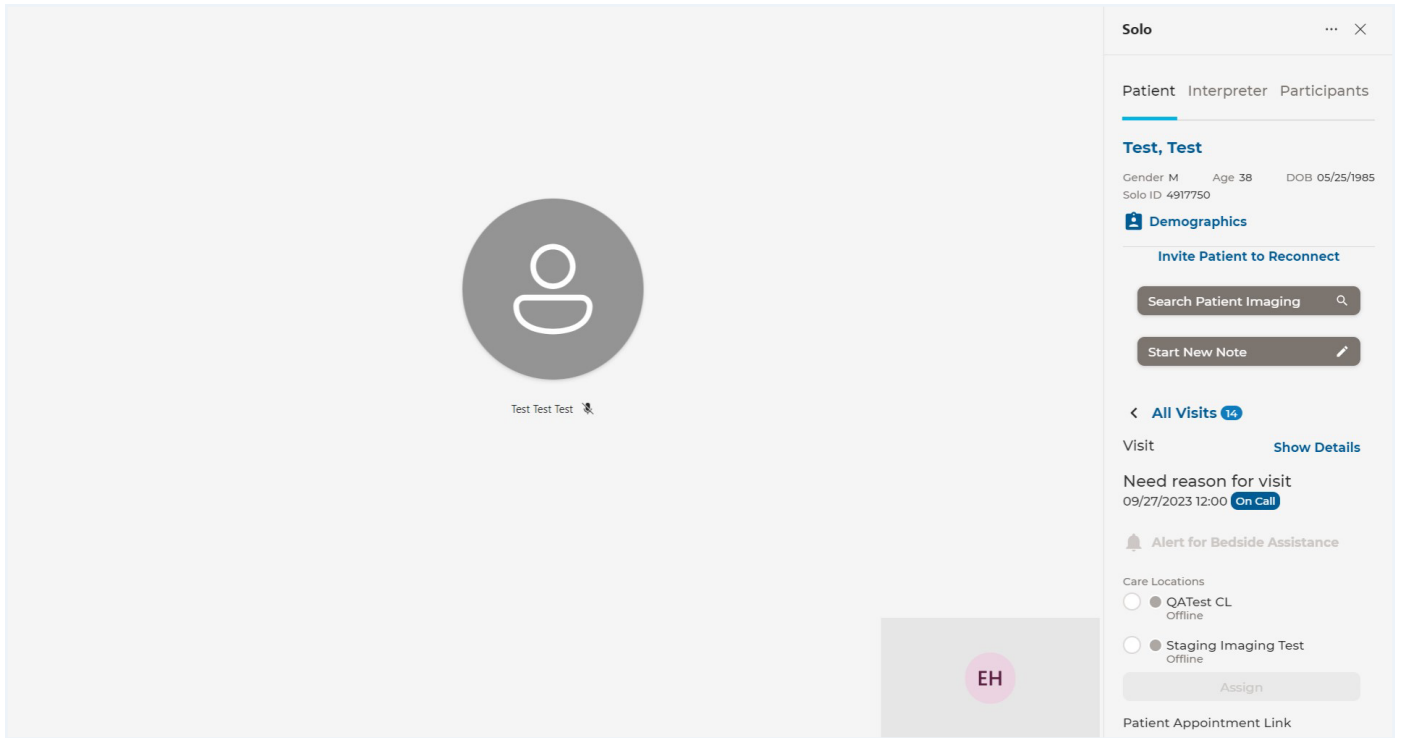 Solo
Patient Interpreter Participants
Test, Test
Gender M Age 38 DOB 05/25/1985
Solo ID 4917750
Demographics
Invite Patient to Reconnect
Search Patient Imaging
Start New Note
Test Test Test
All Visits 14
Visit Show Details
Need reason for visit
09/27/2023 12:00 On Call
Alert for Bedside Assistance
Care Locations
QATest CL
Offline
Staging Imaging Test
Offline
EH
Assign
Patient Appointment Link